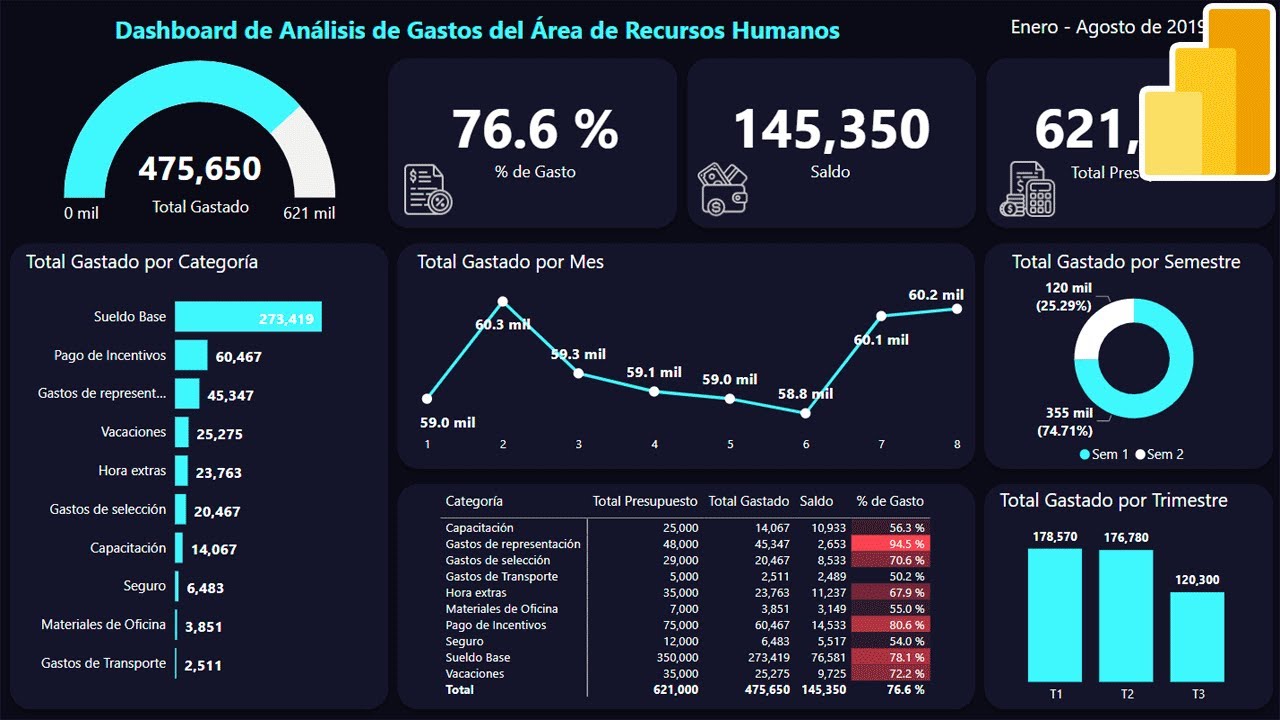 Dashboard de Análisis de Gastos del Área de Recursos Humanos
Enero - Agosto de 2019
475,650
Total Gastado
0 mil
621 mil
76.6 %
% de Gasto
145,350
Saldo
621,
Total
Total Gastado por Categoría
Sueldo Base 273,419
Pago de Incentivos 60,467
Gastos de represent... 45,347
Vacaciones 25,275
Hora extras 23,763
Gastos de selección 20,467
Capacitación 14,067
Seguro 6,483
Materiales de Oficina 3,851
Gastos de Transporte 2,511
Total Gastado por Mes
59.0 mil
60.3 mil
59.3 mil
59.1 mil
59.0 mil
58.8 mil
60.1 mil
60.2 mil
1 2 3 4 5 6 7 8
Total Gastado por Semestre
120 mil
(25.29%)
355 mil
(74.71%)
Sem 1 Sem 2
Categoría Total Presupuesto Total Gastado Saldo % de Gasto
Capacitación 25,000 14,067 10,933 56.3 %
Gastos de representación 48,000 45,347 2,653 94.5 %
Gastos de selección 29,000 20,467 8,533 70.6 %
Gastos de Transporte 5,000 2,511 2,489 50.2 %
Hora extras 35,000 23,763 11,237 67.9 %
Materiales de Oficina 7,000 3,851 3,149 55.0 %
Pago de Incentivos 75,000 60,467 14,533 80.6 %
Seguro 12,000 6,483 5,517 54.0 %
Sueldo Base 350,000 273,419 76,581 78.1 %
Vacaciones 35,000 25,275 9,725 72.2 %
Total 621,000 475,650 145,350 76.6 %
Total Gastado por Trimestre
178,570
176,780
120,300
T1 T2 T3